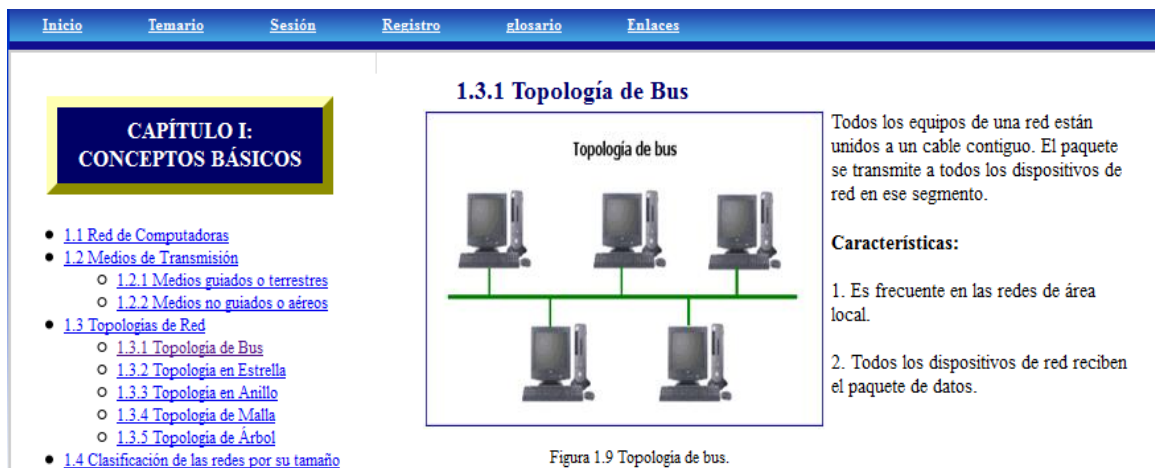 Inicio Temario Sesión Registro glosario Enlaces
CAPÍTULO I:
CONCEPTOS BÁSICOS
1.1 Red de Computadoras
1.2 Medios de Transmisión
1.2.1 Medios guiados o terrestres
1.2.2 Medios no guiados o aéreos
1.3 Topologías de Red
1.3.1 Topología de Bus
1.3.2 Topología en Estrella
1.3.3 Topología en Anillo
1.3.4 Topología de Malla
1.3.5 Topología de Árbol
1.4 Clasificación de las redes por su tamaño
1.3.1 Topología de Bus
Topología de bus
Figura 1.9 Topología de bus.
Todos los equipos de una red están
unidos a un cable contiguo. El paquete
se transmite a todos los dispositivos de
red en ese segmento.
Características:
1. Es frecuente en las redes de área
local.
2. Todos los dispositivos de red reciben
el paquete de datos.